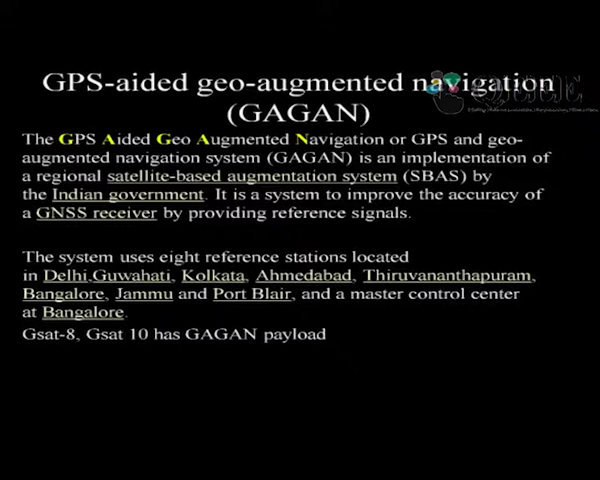 GPS-aided geo-augmented navigation
(GAGAN)
The GPS Aided Geo Augmented Navigation or GPS and geo-
augmented navigation system (GAGAN) is an implementation of
a regional satellite-based augmentation system (SBAS) by
the Indian government. It is a system to improve the accuracy of
a GNSS receiver by providing reference signals.
The system uses eight reference stations located
in Delhi,Guwahati, Kolkata, Ahmedabad, Thiruvananthapuram,
Bangalore, Jammu and Port Blair, and a master control center
at Bangalore.
Gsat-8, Gsat 10 has GAGAN payload